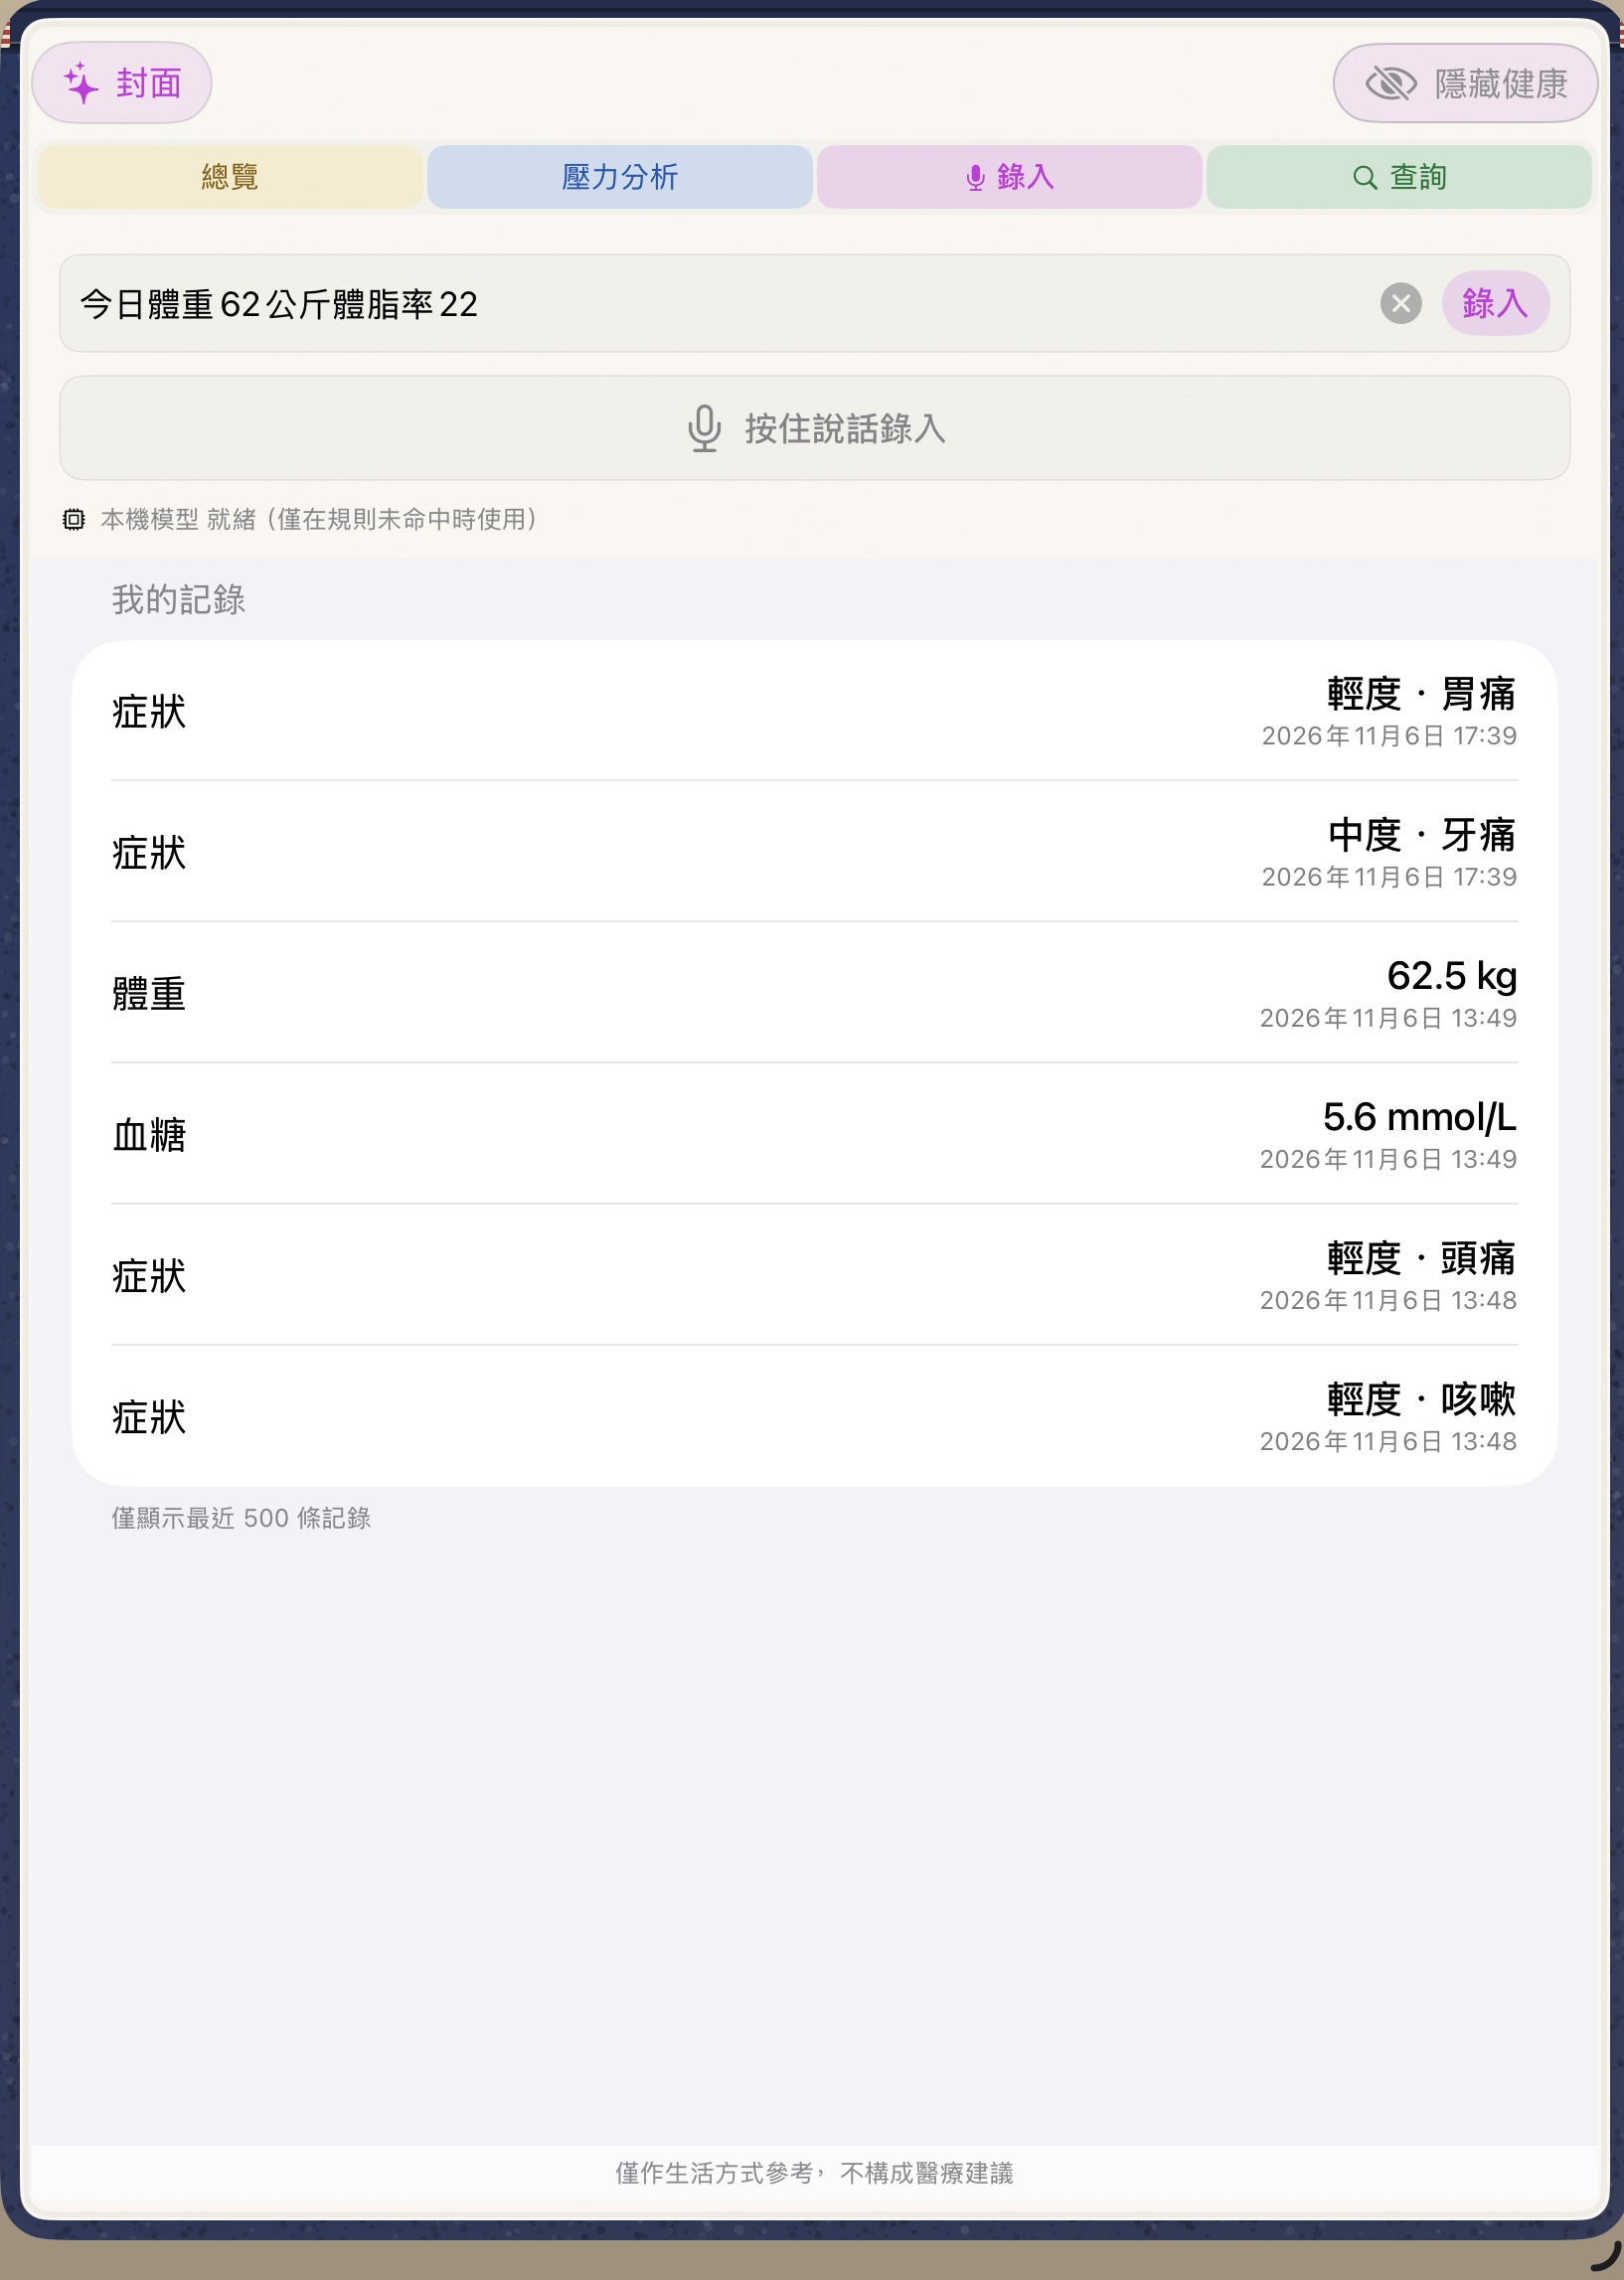 封面
隱藏健康
總覽
壓力分析
錄入
查詢
今日體重62公斤體脂率22
錄入
按住說話錄入
本機模型 就緒（僅在規則未命中時使用）
我的記錄
症狀
輕度 · 胃痛
2026年11月6日 17:39
症狀
中度 · 牙痛
2026年11月6日 17:39
體重
62.5 kg
2026年11月6日 13:49
血糖
5.6 mmol/L
2026年11月6日 13:49
症狀
輕度 · 頭痛
2026年11月6日 13:48
症狀
輕度 · 咳嗽
2026年11月6日 13:48
僅顯示最近 500 條記錄
僅作生活方式參考，不構成醫療建議